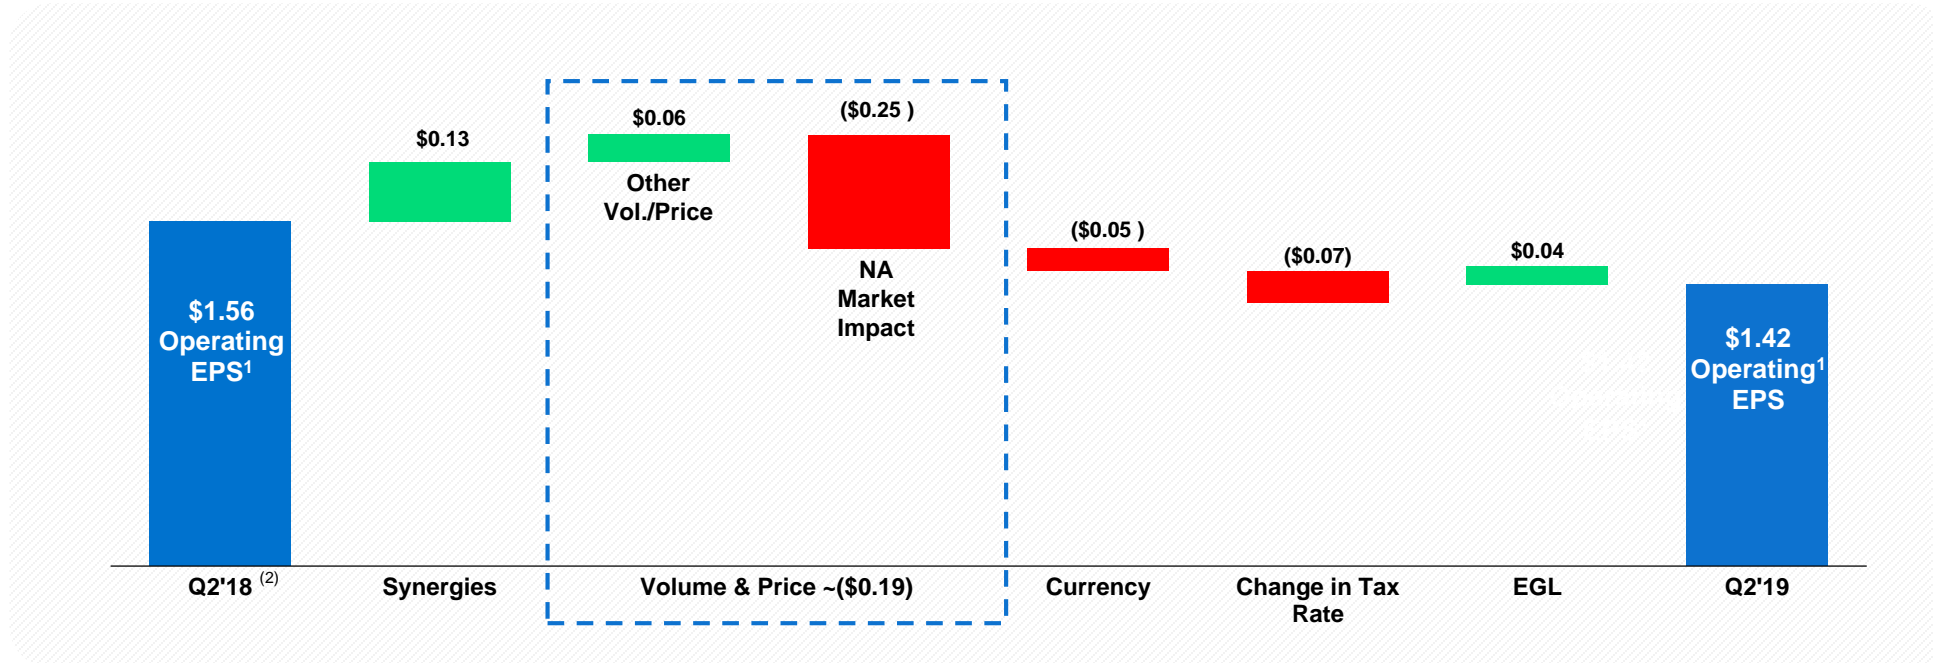 $0.13
$0.06
($0.25 )
Other
Vol./Price
NA
Market
Impact
($0.05 )
($0.07)
$0.04
$1.56
Operating
EPS¹
$1.42
Operating¹
EPS
Q2'18 (2)
Synergies
Volume & Price ~($0.19)
Currency
Change in Tax
Rate
EGL
Q2'19